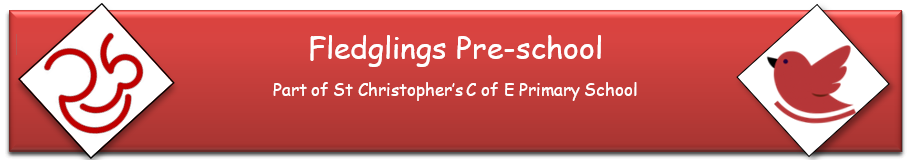 Fledglings Pre-school
Part of St Christopher's C of E Primary School